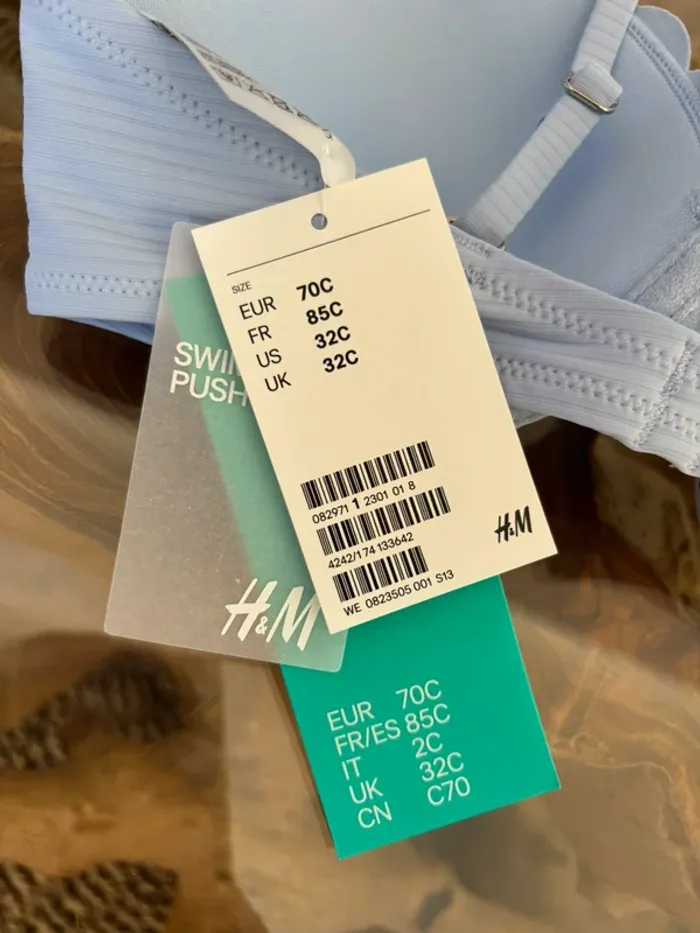 SIZE
EUR 70C
FR 85C
US 32C
UK 32C
082971 1 2301 01 8
4242/174 133642
WE 0823505 001 S13
H&M
PUSH
H&M
EUR 70C
FR/ES 85C
IT 2C
UK 32C
CN C70